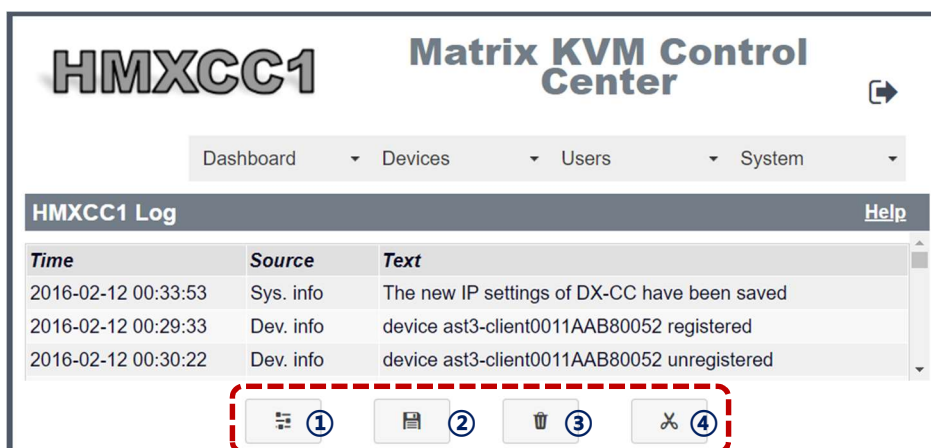 HMXCC1
Matrix KVM Control
Center
Dashboard Devices Users System
HMXCC1 Log Help
Time Source Text
2016-02-12 00:33:53 Sys. info The new IP settings of DX-CC have been saved
2016-02-12 00:29:33 Dev. info device ast3-client0011AAB80052 registered
2016-02-12 00:30:22 Dev. info device ast3-client0011AAB80052 unregistered
① ② ③ ④